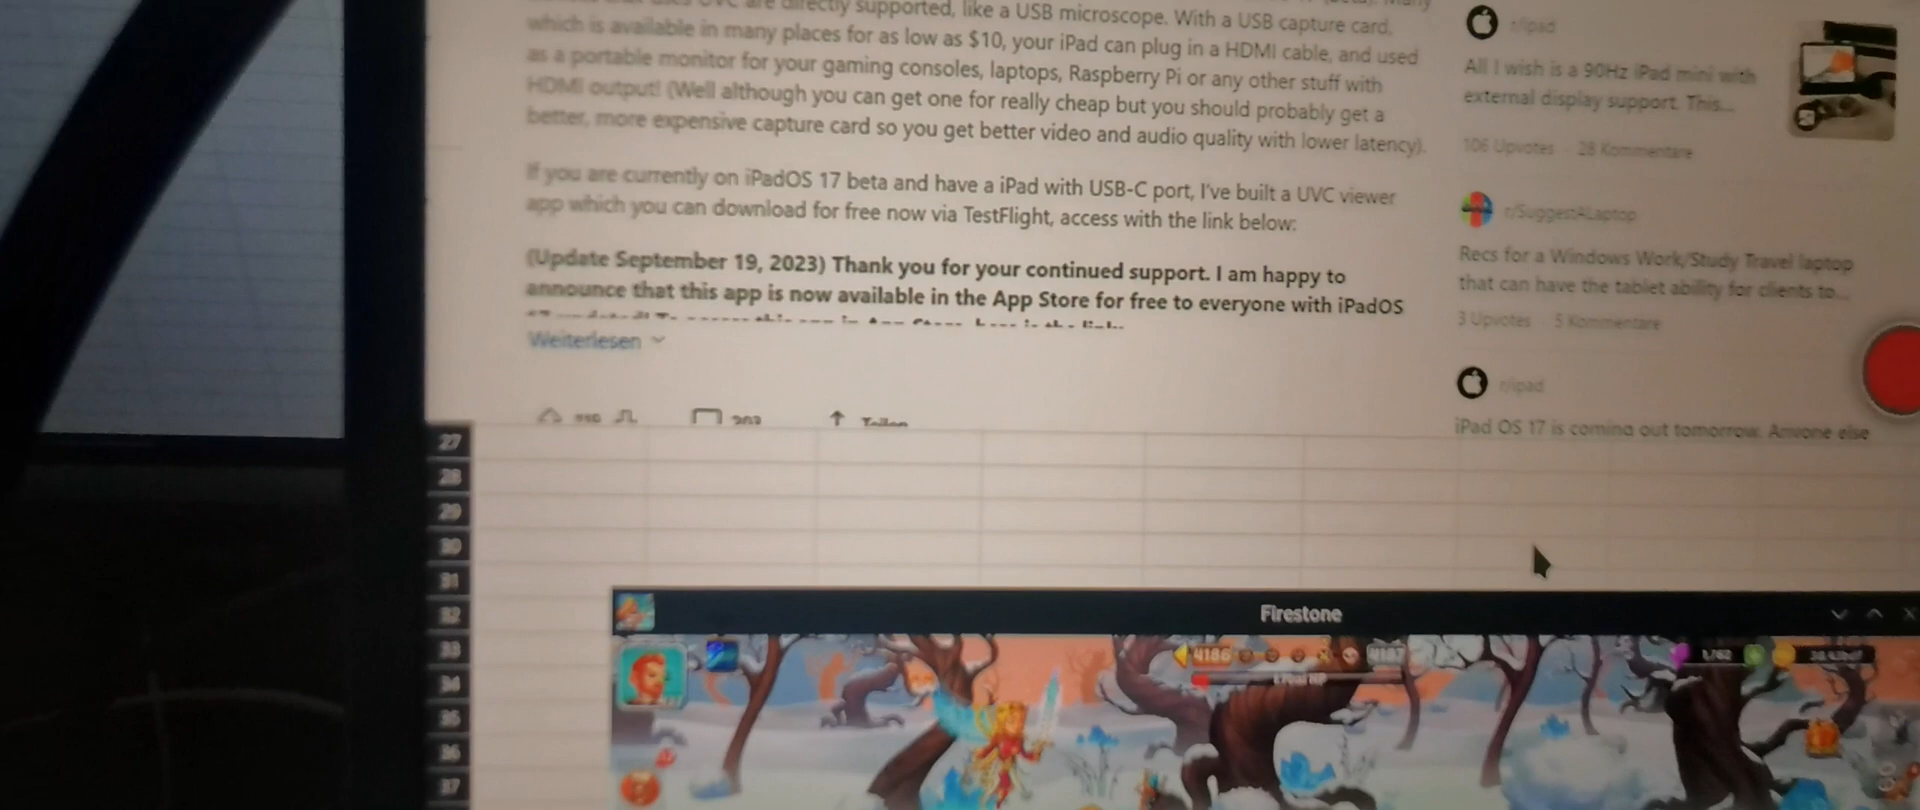 directly supported, like a USB microscope. With a USB capture card,
which is available in many places for as low as $10, your iPad can plug in a HDMI cable, and used
as a portable monitor for your gaming consoles, laptops, Raspberry Pi or any other stuff with
HDMI output! (Well although you can get one for really cheap but you should probably get a
better, more expensive capture card so you get better video and audio quality with lower latency).
If you are currently on iPadOS 17 beta and have a iPad with USB-C port, I've built a UVC viewer
app which you can download for free now via TestFlight, access with the link below:
(Update September 19, 2023) Thank you for your continued support. I am happy to
announce that this app is now available in the App Store for free to everyone with iPadOS
Weiterlesen
Teilen
r/ipad
All I wish is a 90Hz iPad mini with
external display support. This...
106 Upvotes · 28 Kommentare
r/SuggestALaptop
Recs for a Windows Work/Study Travel laptop
that can have the tablet ability for clients to...
3 Upvotes · 5 Kommentare
r/ipad
iPad OS 17 is coming out tomorrow. Anyone else
27
28
29
30
31
32
33
34
35
36
37
Firestone
4186